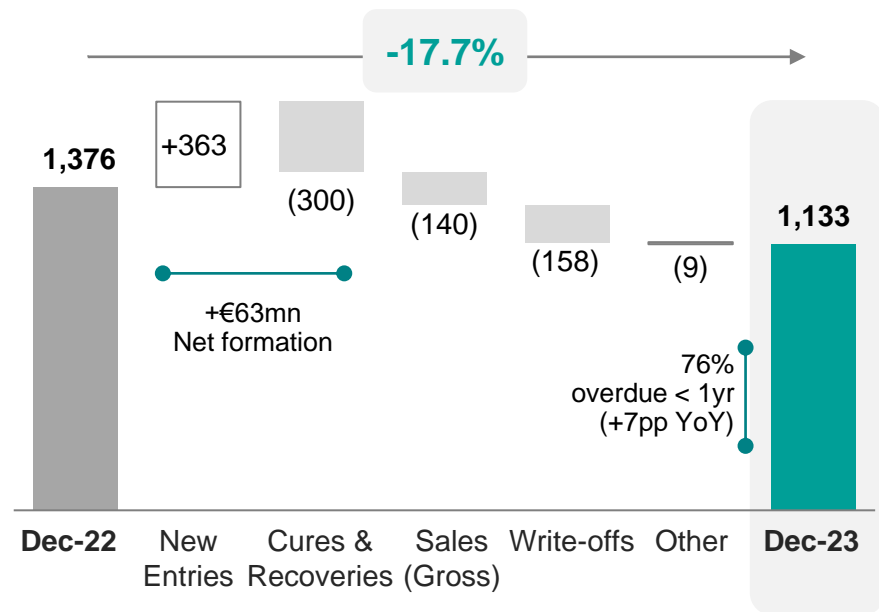 -17.7%
1,376
+363
(300)
(140)
(158)
(9)
1,133
+€63mn
Net formation
76%
overdue < 1yr
(+7pp YoY)
Dec-22
New
Entries
Cures &
Recoveries
Sales
(Gross)
Write-offs
Other
Dec-23